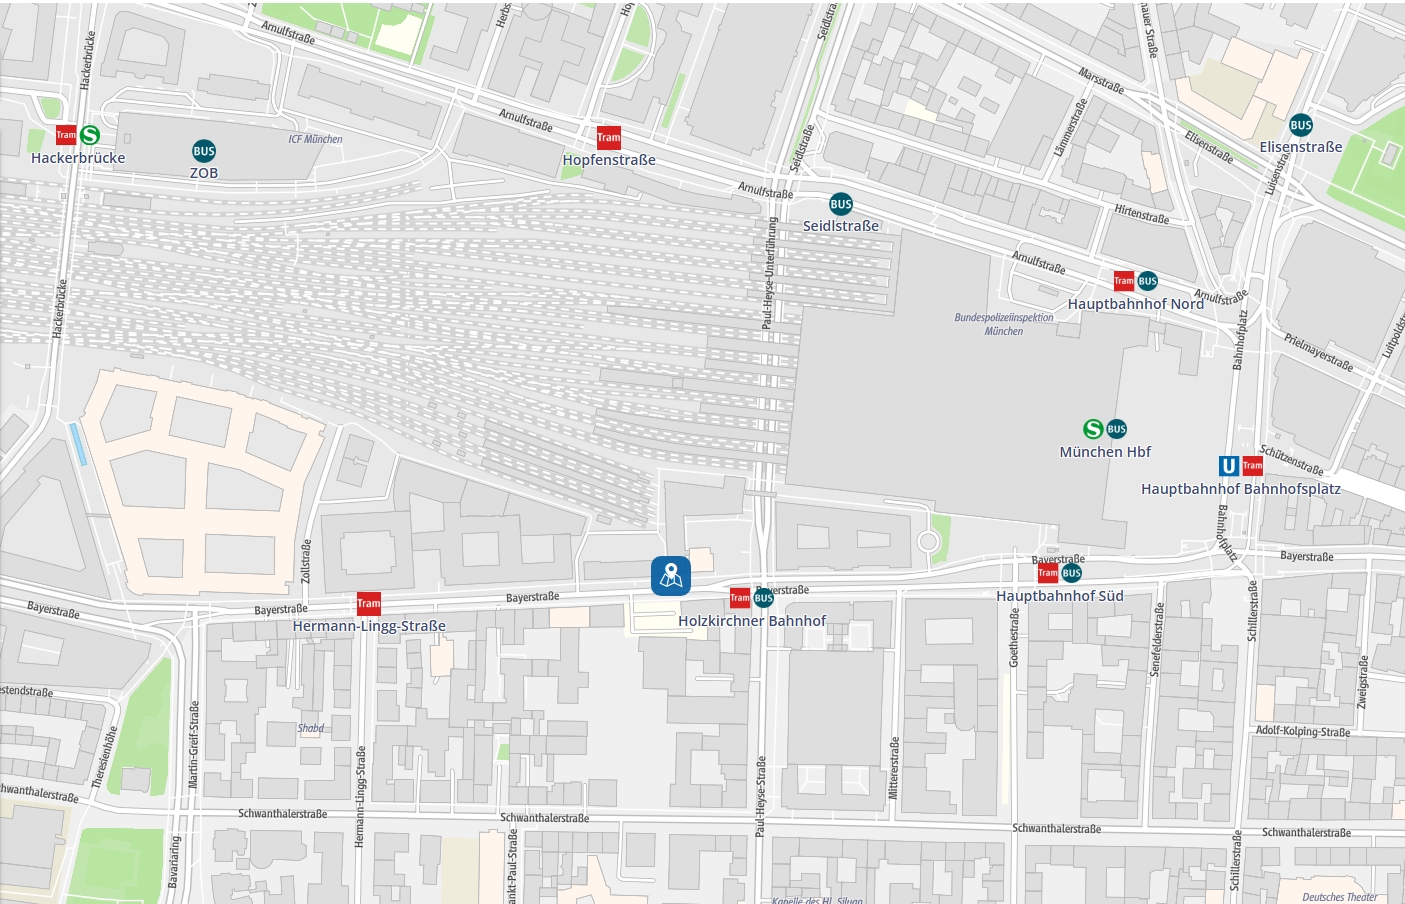 Arnulfstraße
Hackerbrücke
Marsstraße
Seidlstraße
Lämmerstraße
Tram S
Hackerbrücke
BUS
ZOB
ICF München
Arnulfstraße
Tram
Hopfenstraße
Elisenstraße
BUS
Elisenstraße
Arnulfstraße
BUS
Seidlstraße
Hirtenstraße
Hackerbrücke
Paul-Heyse-Unterführung
Arnulfstraße
Tram BUS
Hauptbahnhof Nord
Arnulfstraße
Bundespolizeiinspektion
München
Bahnhofplatz
Prielmayerstraße
S BUS
München Hbf
U Tram
Hauptbahnhof Bahnhofsplatz
Schützenstraße
Bahnhofplatz
Zollstraße
Bayerstraße
Bayerstraße
Bayerstraße
Tram BUS
Hauptbahnhof Süd
Bayerstraße
Bayerstraße
Tram
Hermann-Lingg-Straße
Bayerstraße
Tram BUS
Holzkirchner Bahnhof
Goethestraße
Senefelderstraße
Schillerstraße
Zweigstraße
Shabd
Martin-Greif-Straße
Theresienhöhe
Hermann-Lingg-Straße
Paul-Heyse-Straße
Mittererstraße
Adolf-Kolping-Straße
Schwanthalerstraße
Schwanthalerstraße
Schwanthalerstraße
Schwanthalerstraße
Bavariaring
Schillerstraße
Deutsches Theater